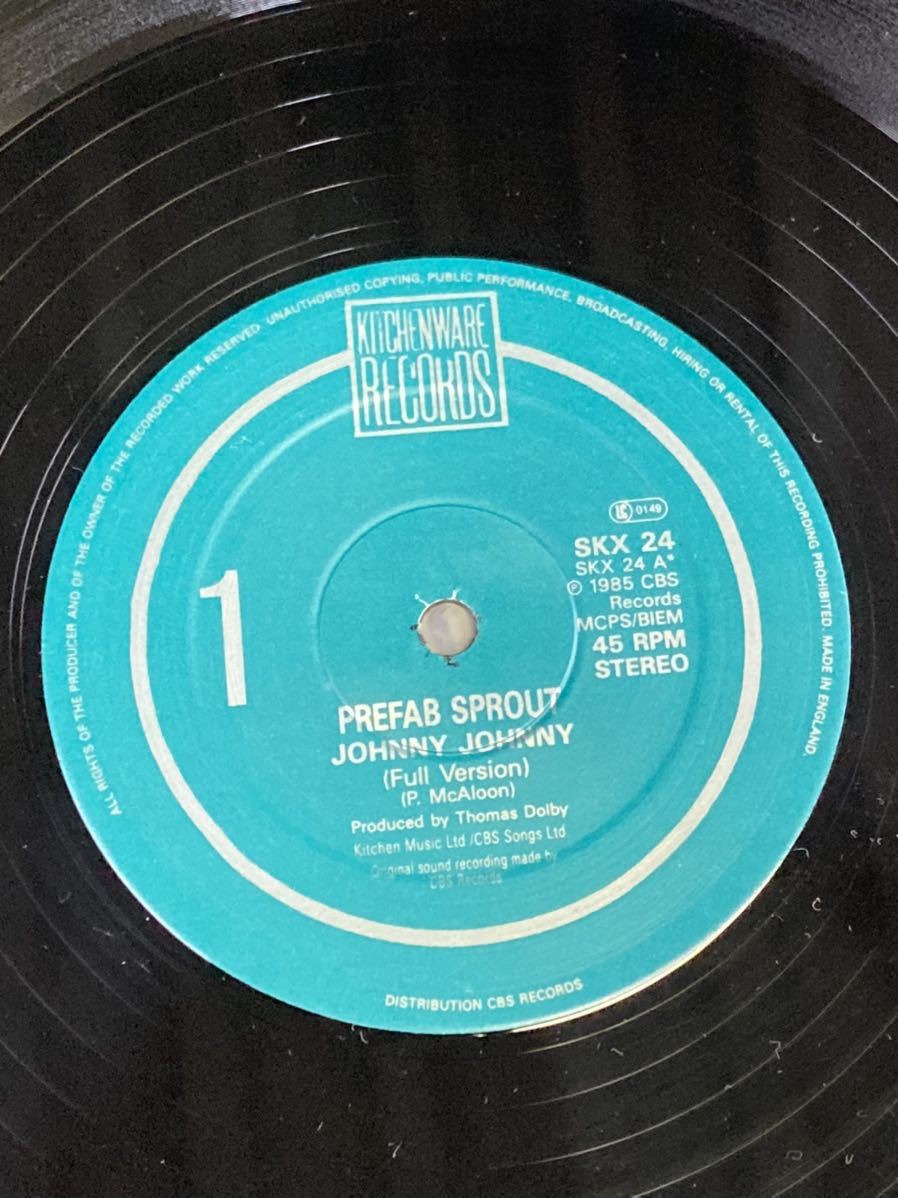 ALL RIGHTS OF THE PRODUCER AND OF THE OWNER OF THE RECORDED WORK RESERVED. UNAUTHORISED COPYING, PUBLIC PERFORMANCE, BROADCASTING, HIRING OR RENTAL OF THIS RECORDING PROHIBITED. MADE IN ENGLAND.
KITCHENWARE
RECORDS
LC 0149
1
SKX 24
SKX 24 A*
℗ 1985 CBS
Records
MCPS/BIEM
45 RPM
STEREO
PREFAB SPROUT
JOHNNY JOHNNY
(Full Version)
(P. McAloon)
Produced by Thomas Dolby
Kitchen Music Ltd /CBS Songs Ltd
Original sound recording made by
CBS Records
DISTRIBUTION CBS RECORDS